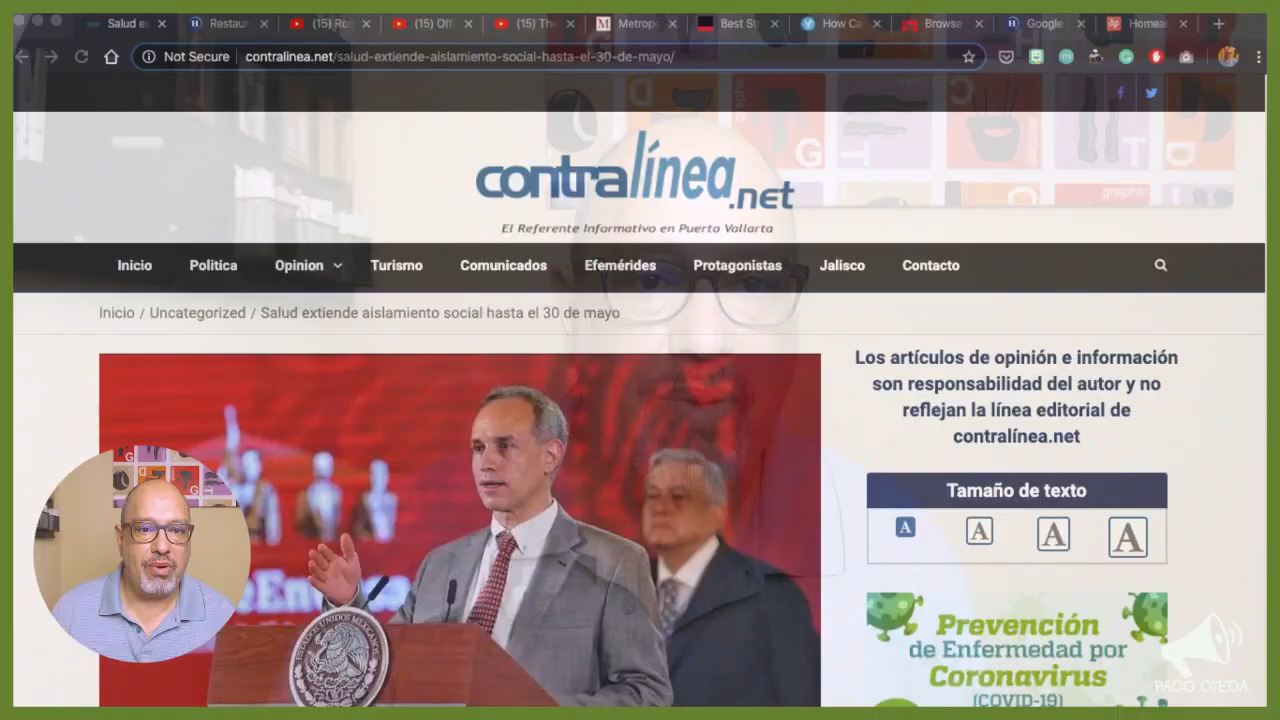 Salud e
Restaur
(15) Ro
(15) Off
(15) The
Metrop
Best St
How Ca
Browse
Google
Homea
Not Secure
contralinea.net/salud-extiende-aislamiento-social-hasta-el-30-de-mayo/
contralínea.net
El Referente Informativo en Puerto Vallarta
Inicio
Politica
Opinion
Turismo
Comunicados
Efemérides
Protagonistas
Jalisco
Contacto
Inicio / Uncategorized / Salud extiende aislamiento social hasta el 30 de mayo
Los artículos de opinión e información
son responsabilidad del autor y no
reflejan la línea editorial de
contralínea.net
Tamaño de texto
A
A
A
A
Prevención
de Enfermedad por
Coronavirus
(COVID-19)
PACO OJEDA
graphic